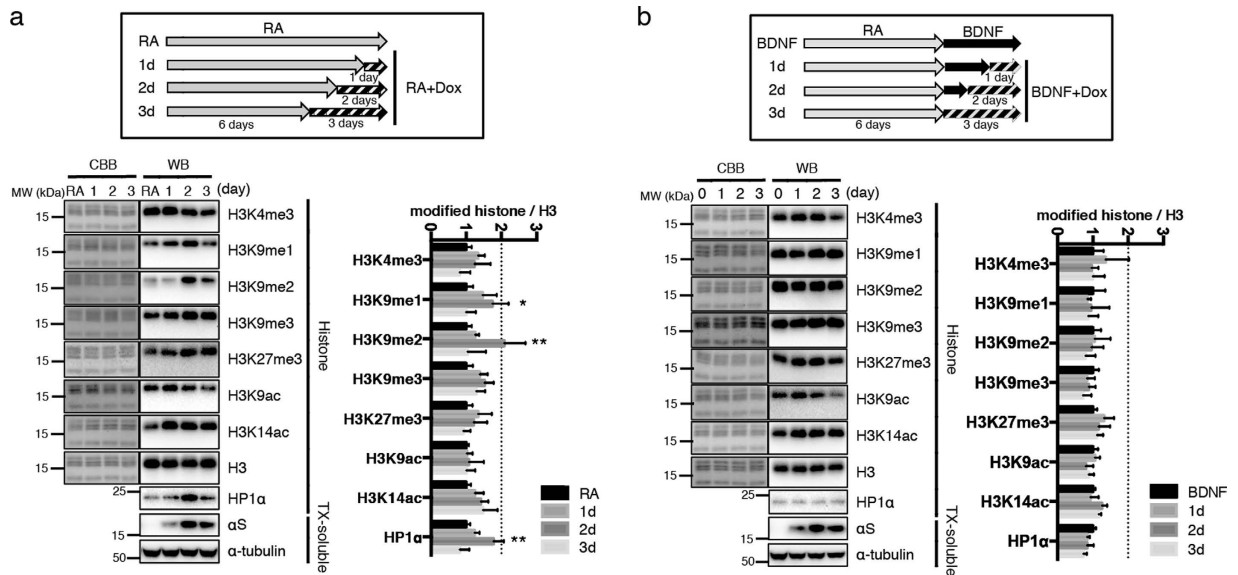 a
RA
RA
1d
1 day
2d
2 days
RA+Dox
3d
6 days
3 days
CBB
WB
MW (kDa)
RA 1 2 3
RA 1 2 3
(day)
15
H3K4me3
H3K9me1
H3K9me2
15
H3K9me3
H3K27me3
15
H3K9ac
15
H3K14ac
15
H3
25
HP1α
15
αS
50
α-tubulin
Histone
TX-soluble
modified histone / H3
0 1 2 3
H3K4me3
H3K9me1
*
H3K9me2
**
H3K9me3
H3K27me3
H3K9ac
H3K14ac
HP1α
**
RA
1d
2d
3d
b
RA
BDNF
BDNF
1d
1 day
2d
2 days
BDNF+Dox
3d
6 days
3 days
CBB
WB
MW (kDa)
0 1 2 3
0 1 2 3
(day)
15
H3K4me3
15
H3K9me1
15
H3K9me2
15
H3K9me3
15
H3K27me3
15
H3K9ac
15
H3K14ac
15
H3
25
HP1α
15
αS
50
α-tubulin
Histone
TX-soluble
modified histone / H3
0 1 2 3
H3K4me3
H3K9me1
H3K9me2
H3K9me3
H3K27me3
H3K9ac
H3K14ac
HP1α
BDNF
1d
2d
3d